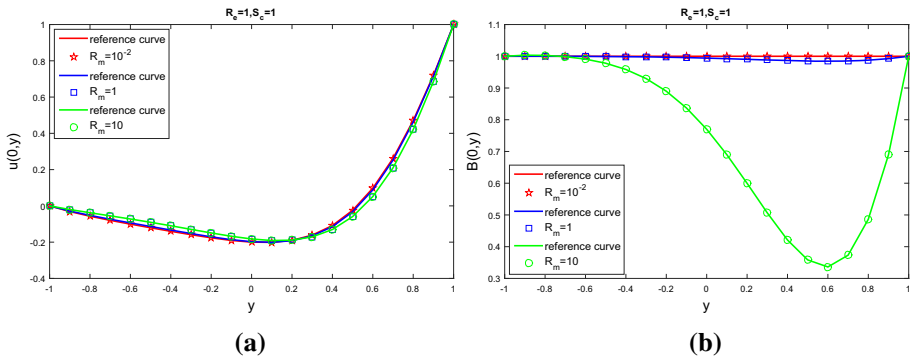 R_e=1,S_c=1
u(0,y)
1
0.8
0.6
0.4
0.2
0
-0.2
-0.4
reference curve
R_m=10^-2
reference curve
R_m=1
reference curve
R_m=10
-1 -0.8 -0.6 -0.4 -0.2 0 0.2 0.4 0.6 0.8 1
y
(a)
R_e=1,S_c=1
B(0,y)
1.1
1
0.9
0.8
0.7
0.6
0.5
0.4
0.3
reference curve
R_m=10^-2
reference curve
R_m=1
reference curve
R_m=10
-1 -0.8 -0.6 -0.4 -0.2 0 0.2 0.4 0.6 0.8 1
y
(b)